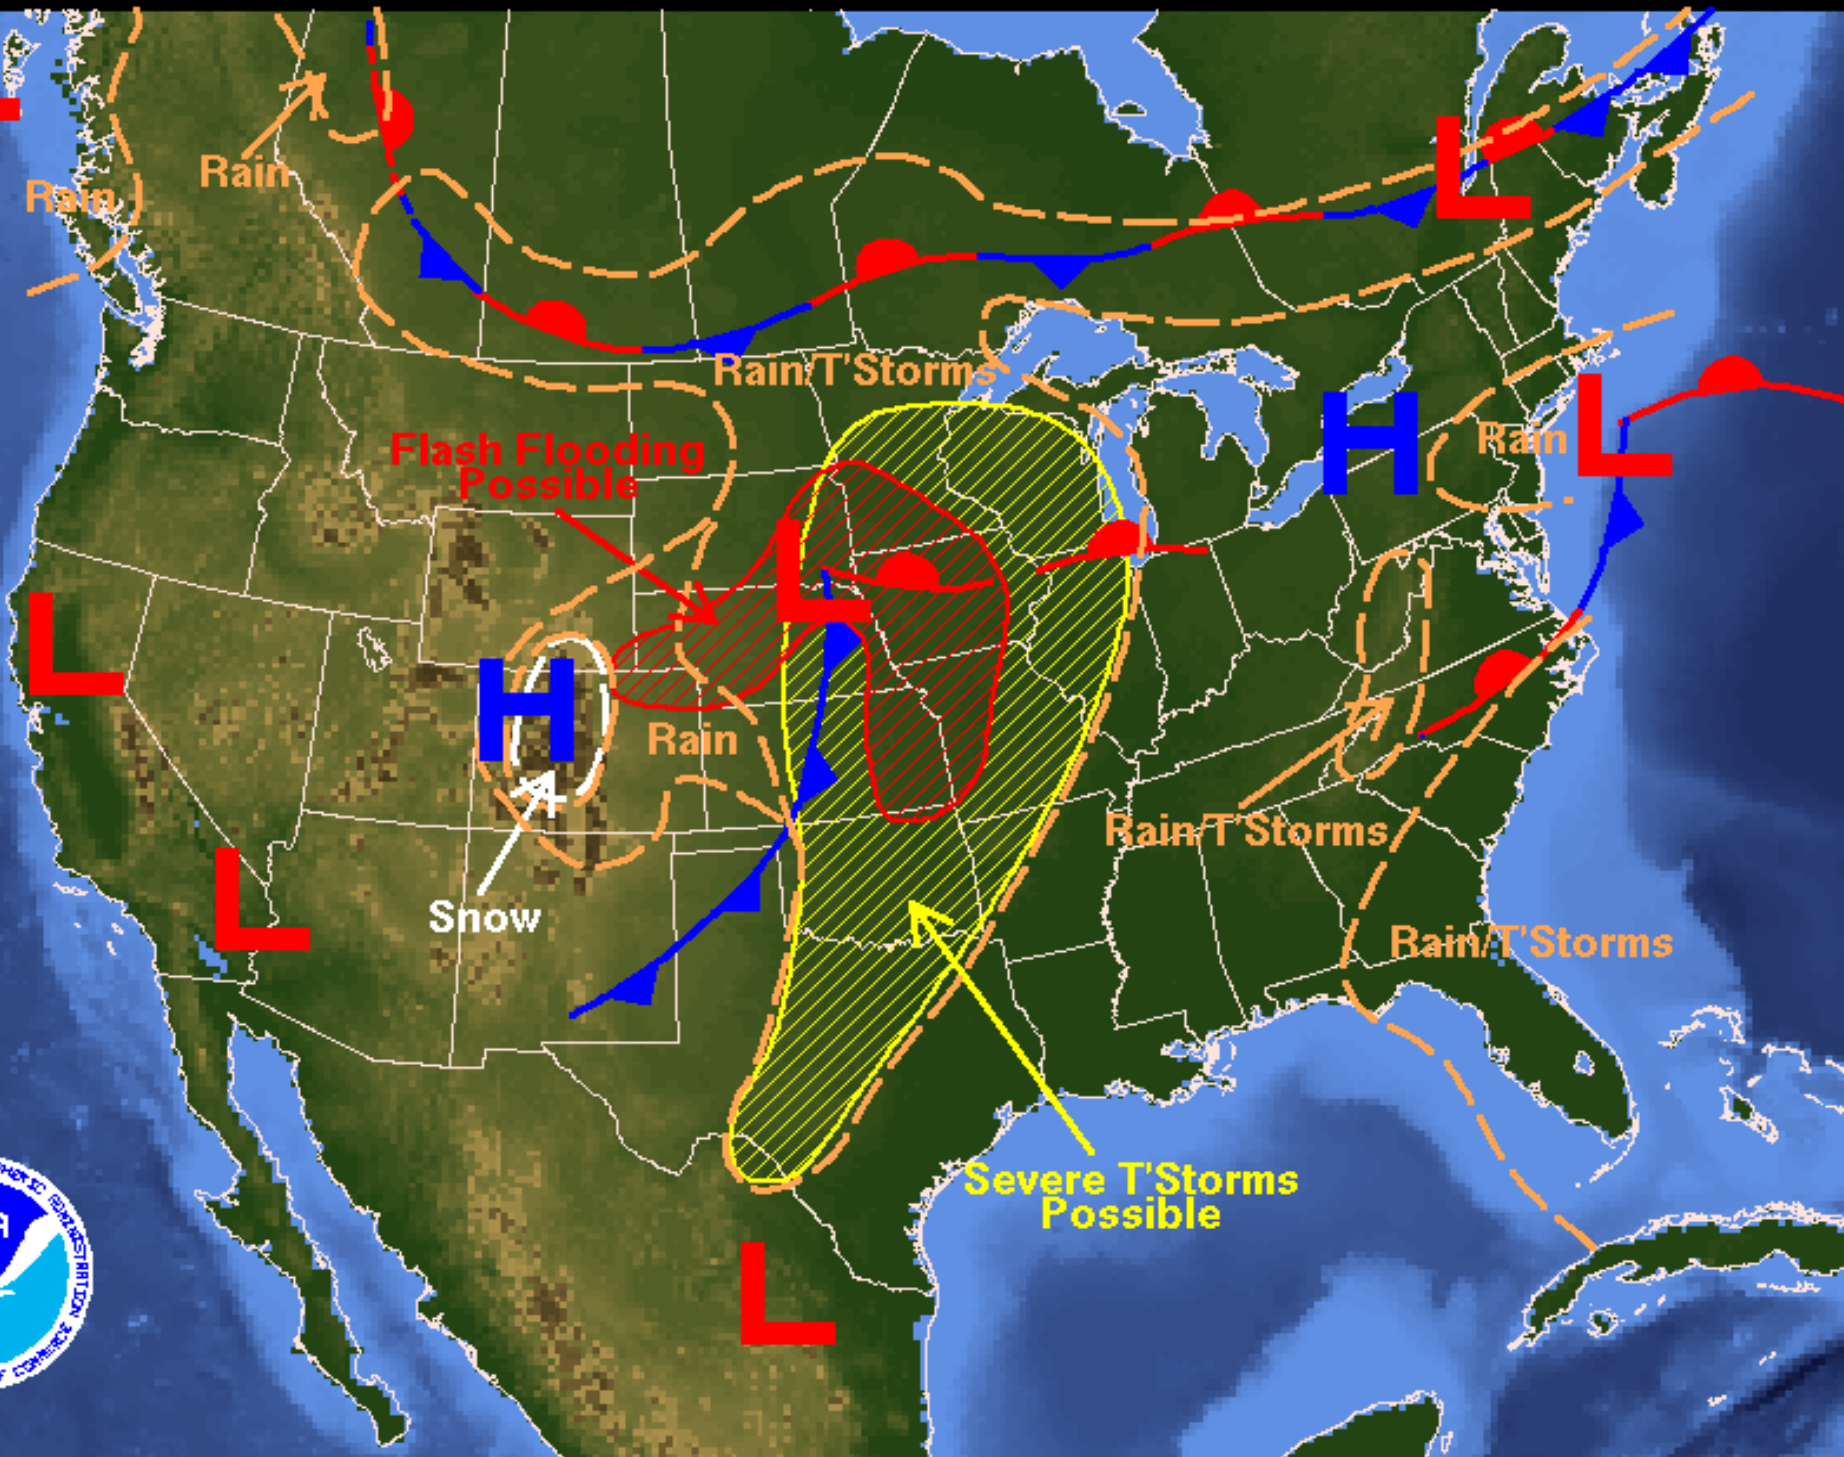 Rain
Rain
L
Rain/T'Storms
Flash Flooding
Possible
H
Rain
L
L
L
H
Rain
Rain/T'Storms
L
Snow
Rain/T'Storms
Severe T'Storms
Possible
L